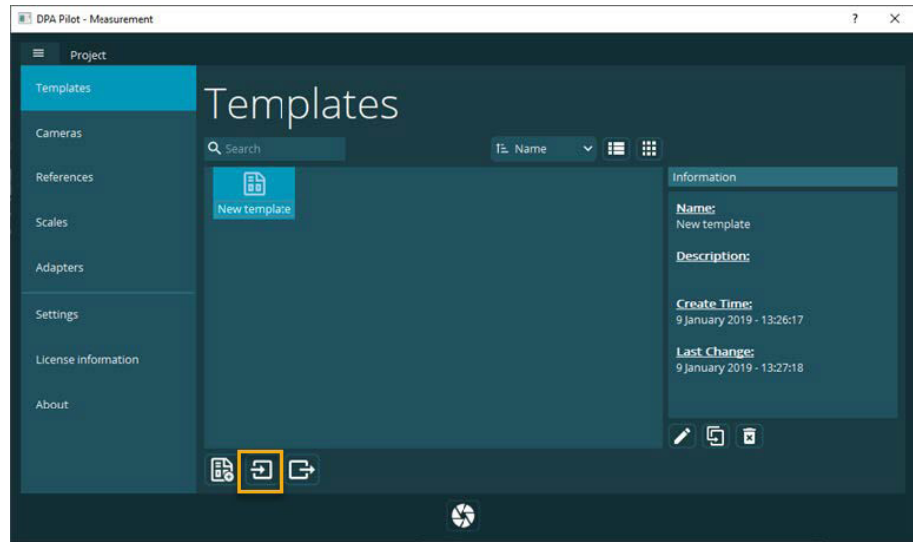 DPA Pilot - Measurement
?
Project
Templates
Cameras
References
Scales
Adapters
Settings
License information
About
Templates
Search
Name
New template
Information
Name:
New template
Description:
Create Time:
9 January 2019 - 13:26:17
Last Change:
9 January 2019 - 13:27:18